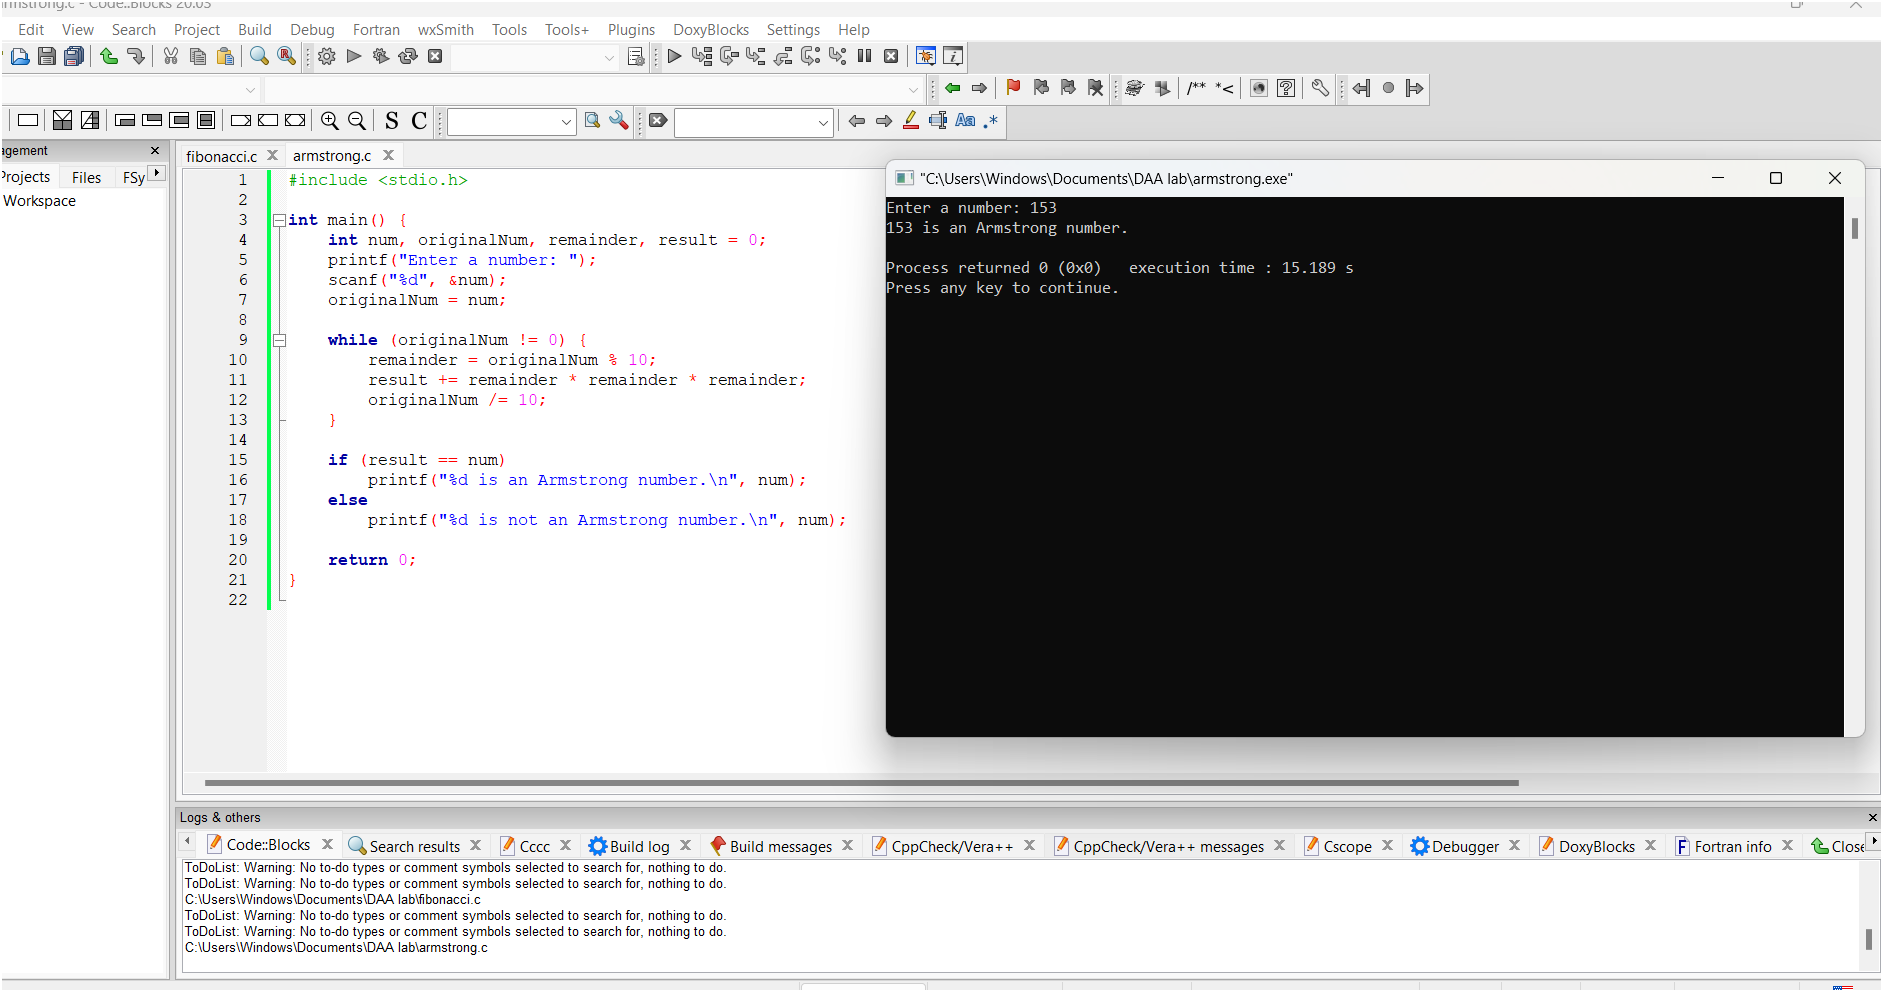 armstrong.c - Code::Blocks 20.03
Edit View Search Project Build Debug Fortran wxSmith Tools Tools+ Plugins DoxyBlocks Settings Help
/** *<
S C
Aa .*
agement
Projects Files FSy
Workspace
fibonacci.c armstrong.c
1 #include <stdio.h>
2
3 int main() {
4     int num, originalNum, remainder, result = 0;
5     printf("Enter a number: ");
6     scanf("%d", &num);
7     originalNum = num;
8
9     while (originalNum != 0) {
10         remainder = originalNum % 10;
11         result += remainder * remainder * remainder;
12         originalNum /= 10;
13     }
14
15     if (result == num)
16         printf("%d is an Armstrong number.\n", num);
17     else
18         printf("%d is not an Armstrong number.\n", num);
19
20     return 0;
21 }
22
"C:\Users\Windows\Documents\DAA lab\armstrong.exe"
Enter a number: 153
153 is an Armstrong number.
Process returned 0 (0x0)   execution time : 15.189 s
Press any key to continue.
Logs & others
Code::Blocks Search results Cccc Build log Build messages CppCheck/Vera++ CppCheck/Vera++ messages Cscope Debugger DoxyBlocks Fortran info Close
ToDoList: Warning: No to-do types or comment symbols selected to search for, nothing to do.
ToDoList: Warning: No to-do types or comment symbols selected to search for, nothing to do.
C:\Users\Windows\Documents\DAA lab\fibonacci.c
ToDoList: Warning: No to-do types or comment symbols selected to search for, nothing to do.
ToDoList: Warning: No to-do types or comment symbols selected to search for, nothing to do.
C:\Users\Windows\Documents\DAA lab\armstrong.c